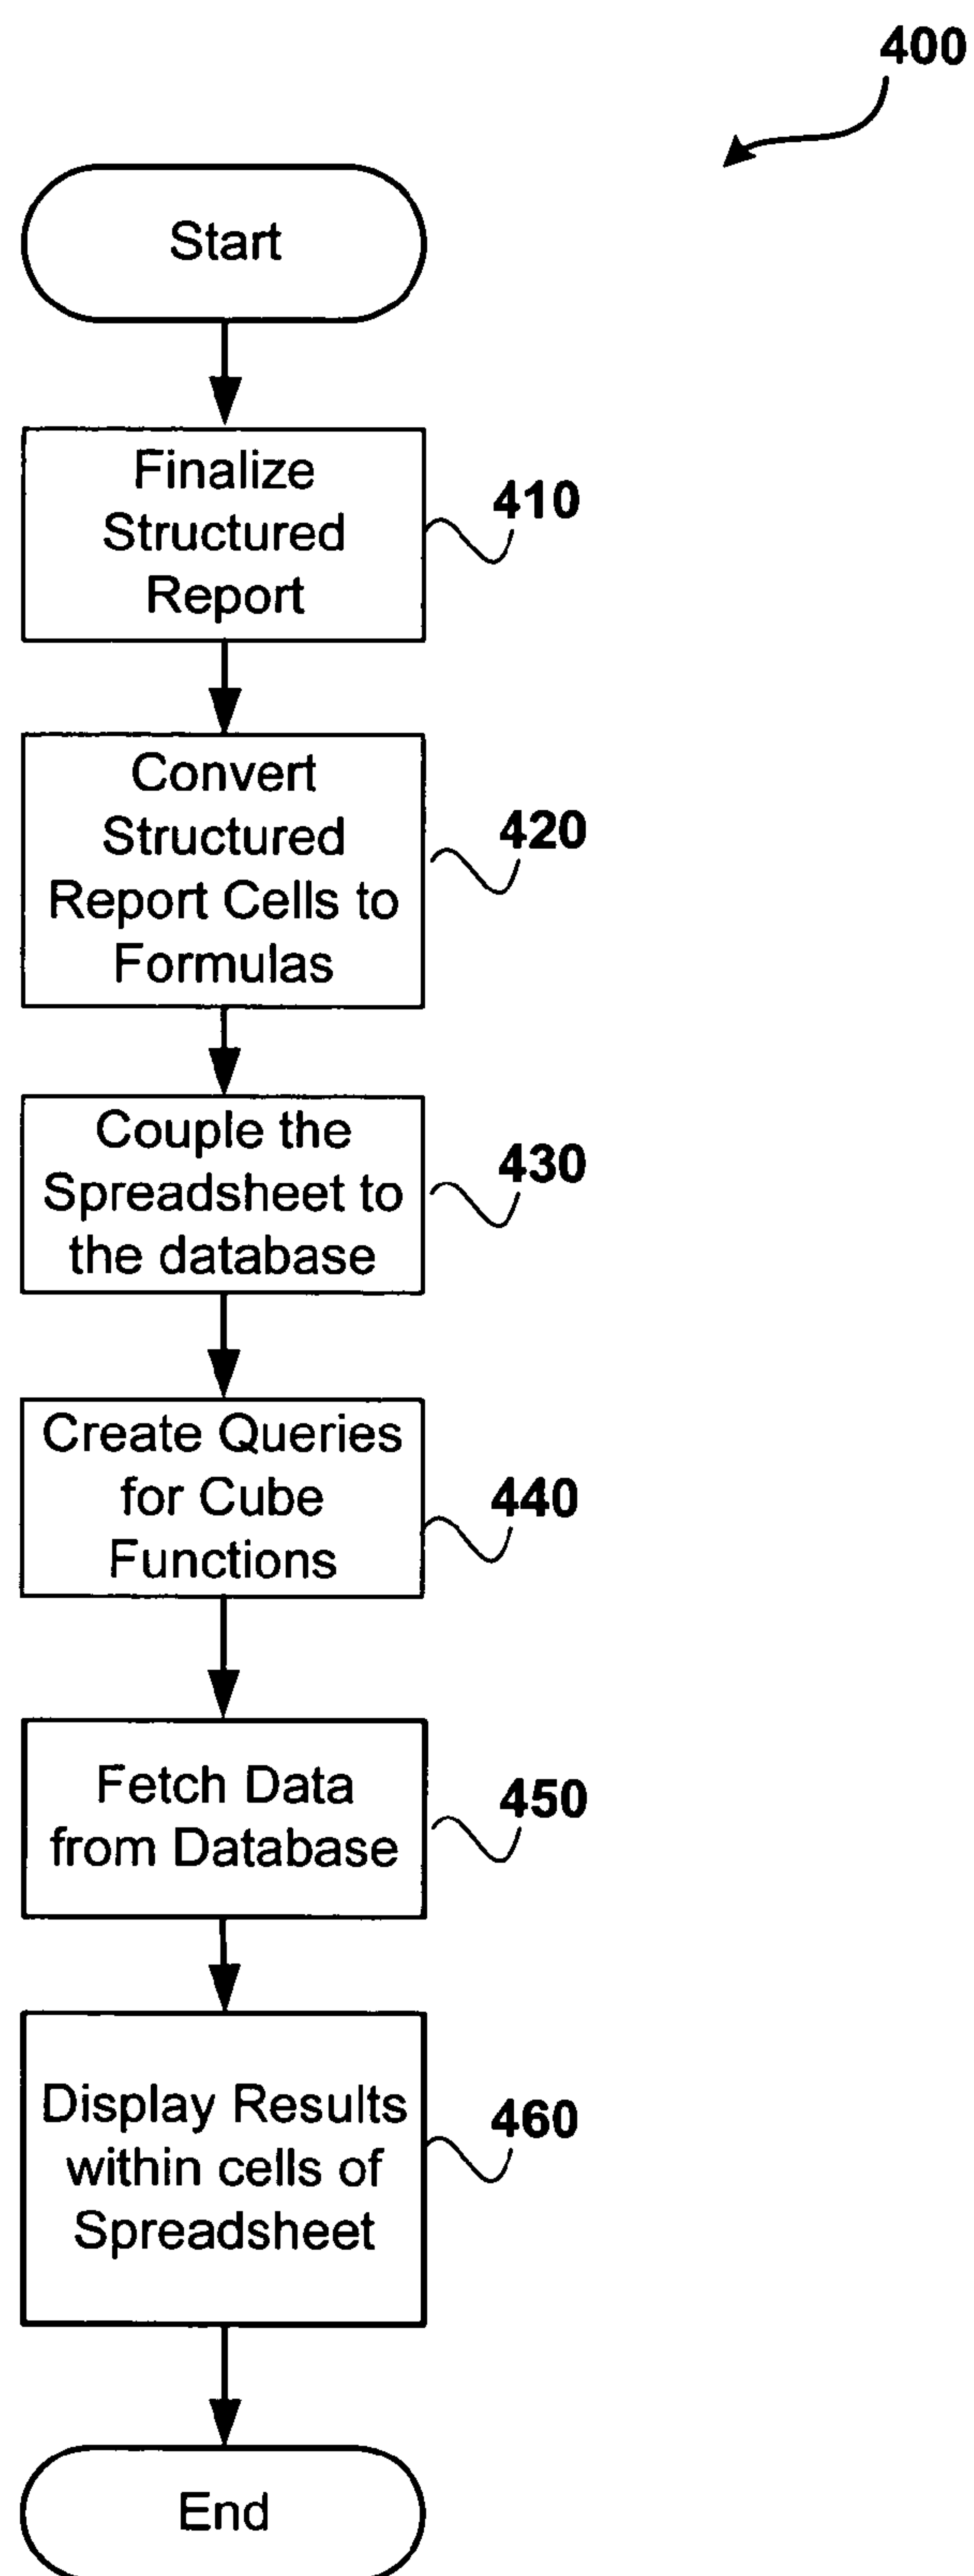 400
Start
Finalize
Structured
Report
410
Convert
Structured
Report Cells to
Formulas
420
Couple the
Spreadsheet to
the database
430
Create Queries
for Cube
Functions
440
Fetch Data
from Database
450
Display Results
within cells of
Spreadsheet
460
End